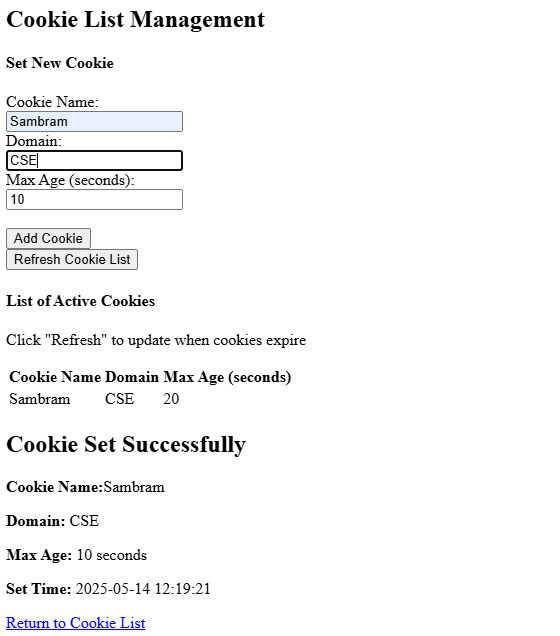 Cookie List Management
Set New Cookie
Cookie Name:
Sambram
Domain:
CSE
Max Age (seconds):
10
Add Cookie
Refresh Cookie List
List of Active Cookies
Click "Refresh" to update when cookies expire
Cookie Name Domain Max Age (seconds)
Sambram CSE 20
Cookie Set Successfully
Cookie Name:Sambram
Domain: CSE
Max Age: 10 seconds
Set Time: 2025-05-14 12:19:21
Return to Cookie List